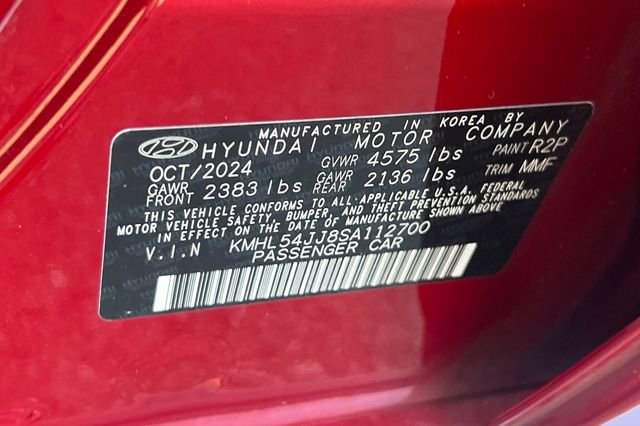 MANUFACTURED IN KOREA BY
HYUNDAI MOTOR COMPANY
OCT/2024 GVWR 4575 lbs PAINT R2P
GAWR FRONT 2383 lbs GAWR REAR 2136 lbs TRIM MMF
THIS VEHICLE CONFORMS TO ALL APPLICABLE U.S.A. FEDERAL
MOTOR VEHICLE SAFETY, BUMPER, AND THEFT PREVENTION STANDARDS
IN EFFECT ON THE DATE OF MANUFACTURE SHOWN ABOVE
V.I.N KMHL54JJ8SA112700
PASSENGER CAR